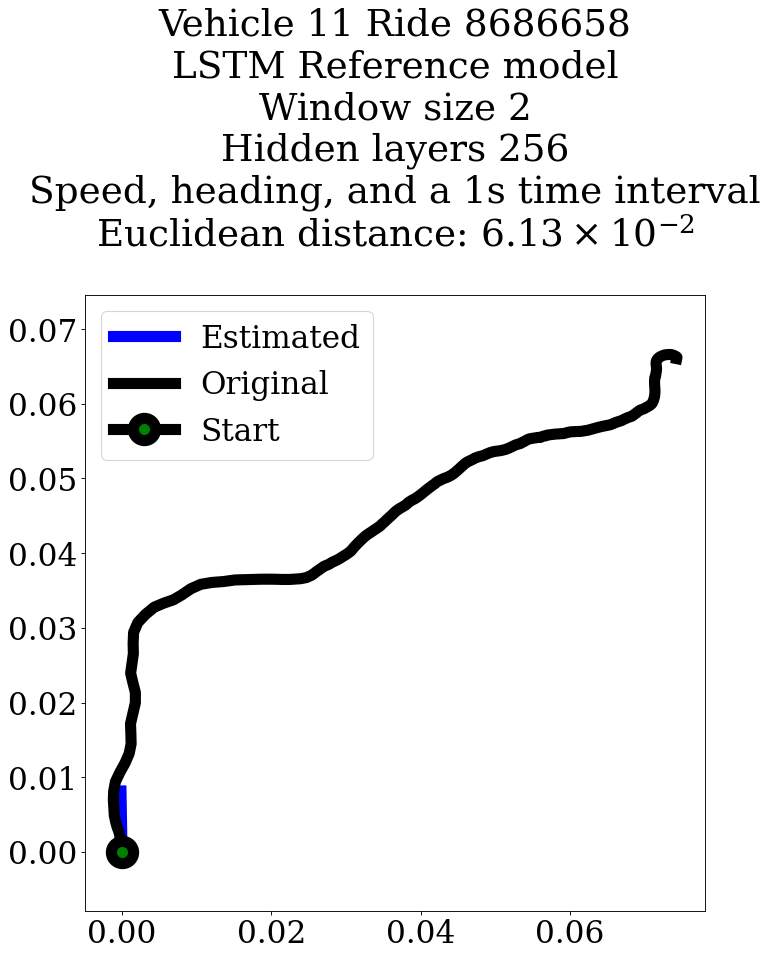 Vehicle 11 Ride 8686658
LSTM Reference model
Window size 2
Hidden layers 256
Speed, heading, and a 1s time interval
Euclidean distance: 6.13 × 10⁻²
Estimated
Original
Start
0.07
0.06
0.05
0.04
0.03
0.02
0.01
0.00
0.00 0.02 0.04 0.06